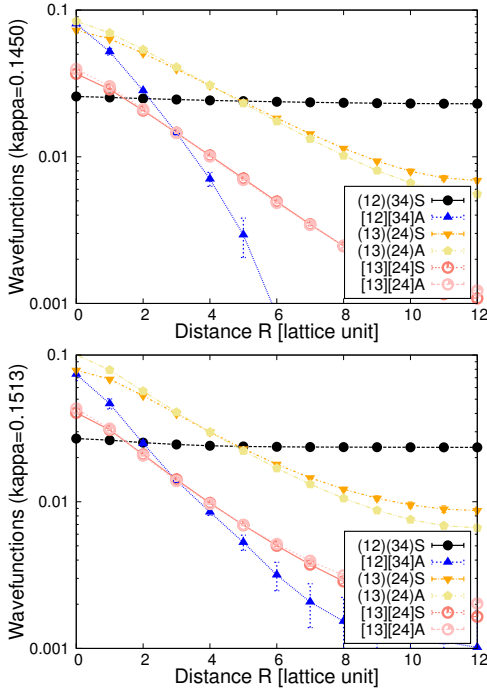 Wavefunctions (kappa=0.1450)
0.1
0.01
0.001
(12)(34)S
[12][34]A
(13)(24)S
(13)(24)A
[13][24]S
[13][24]A
0 2 4 6 8 10 12
Distance R [lattice unit]
Wavefunctions (kappa=0.1513)
0.1
0.01
0.001
(12)(34)S
[12][34]A
(13)(24)S
(13)(24)A
[13][24]S
[13][24]A
0 2 4 6 8 10 12
Distance R [lattice unit]